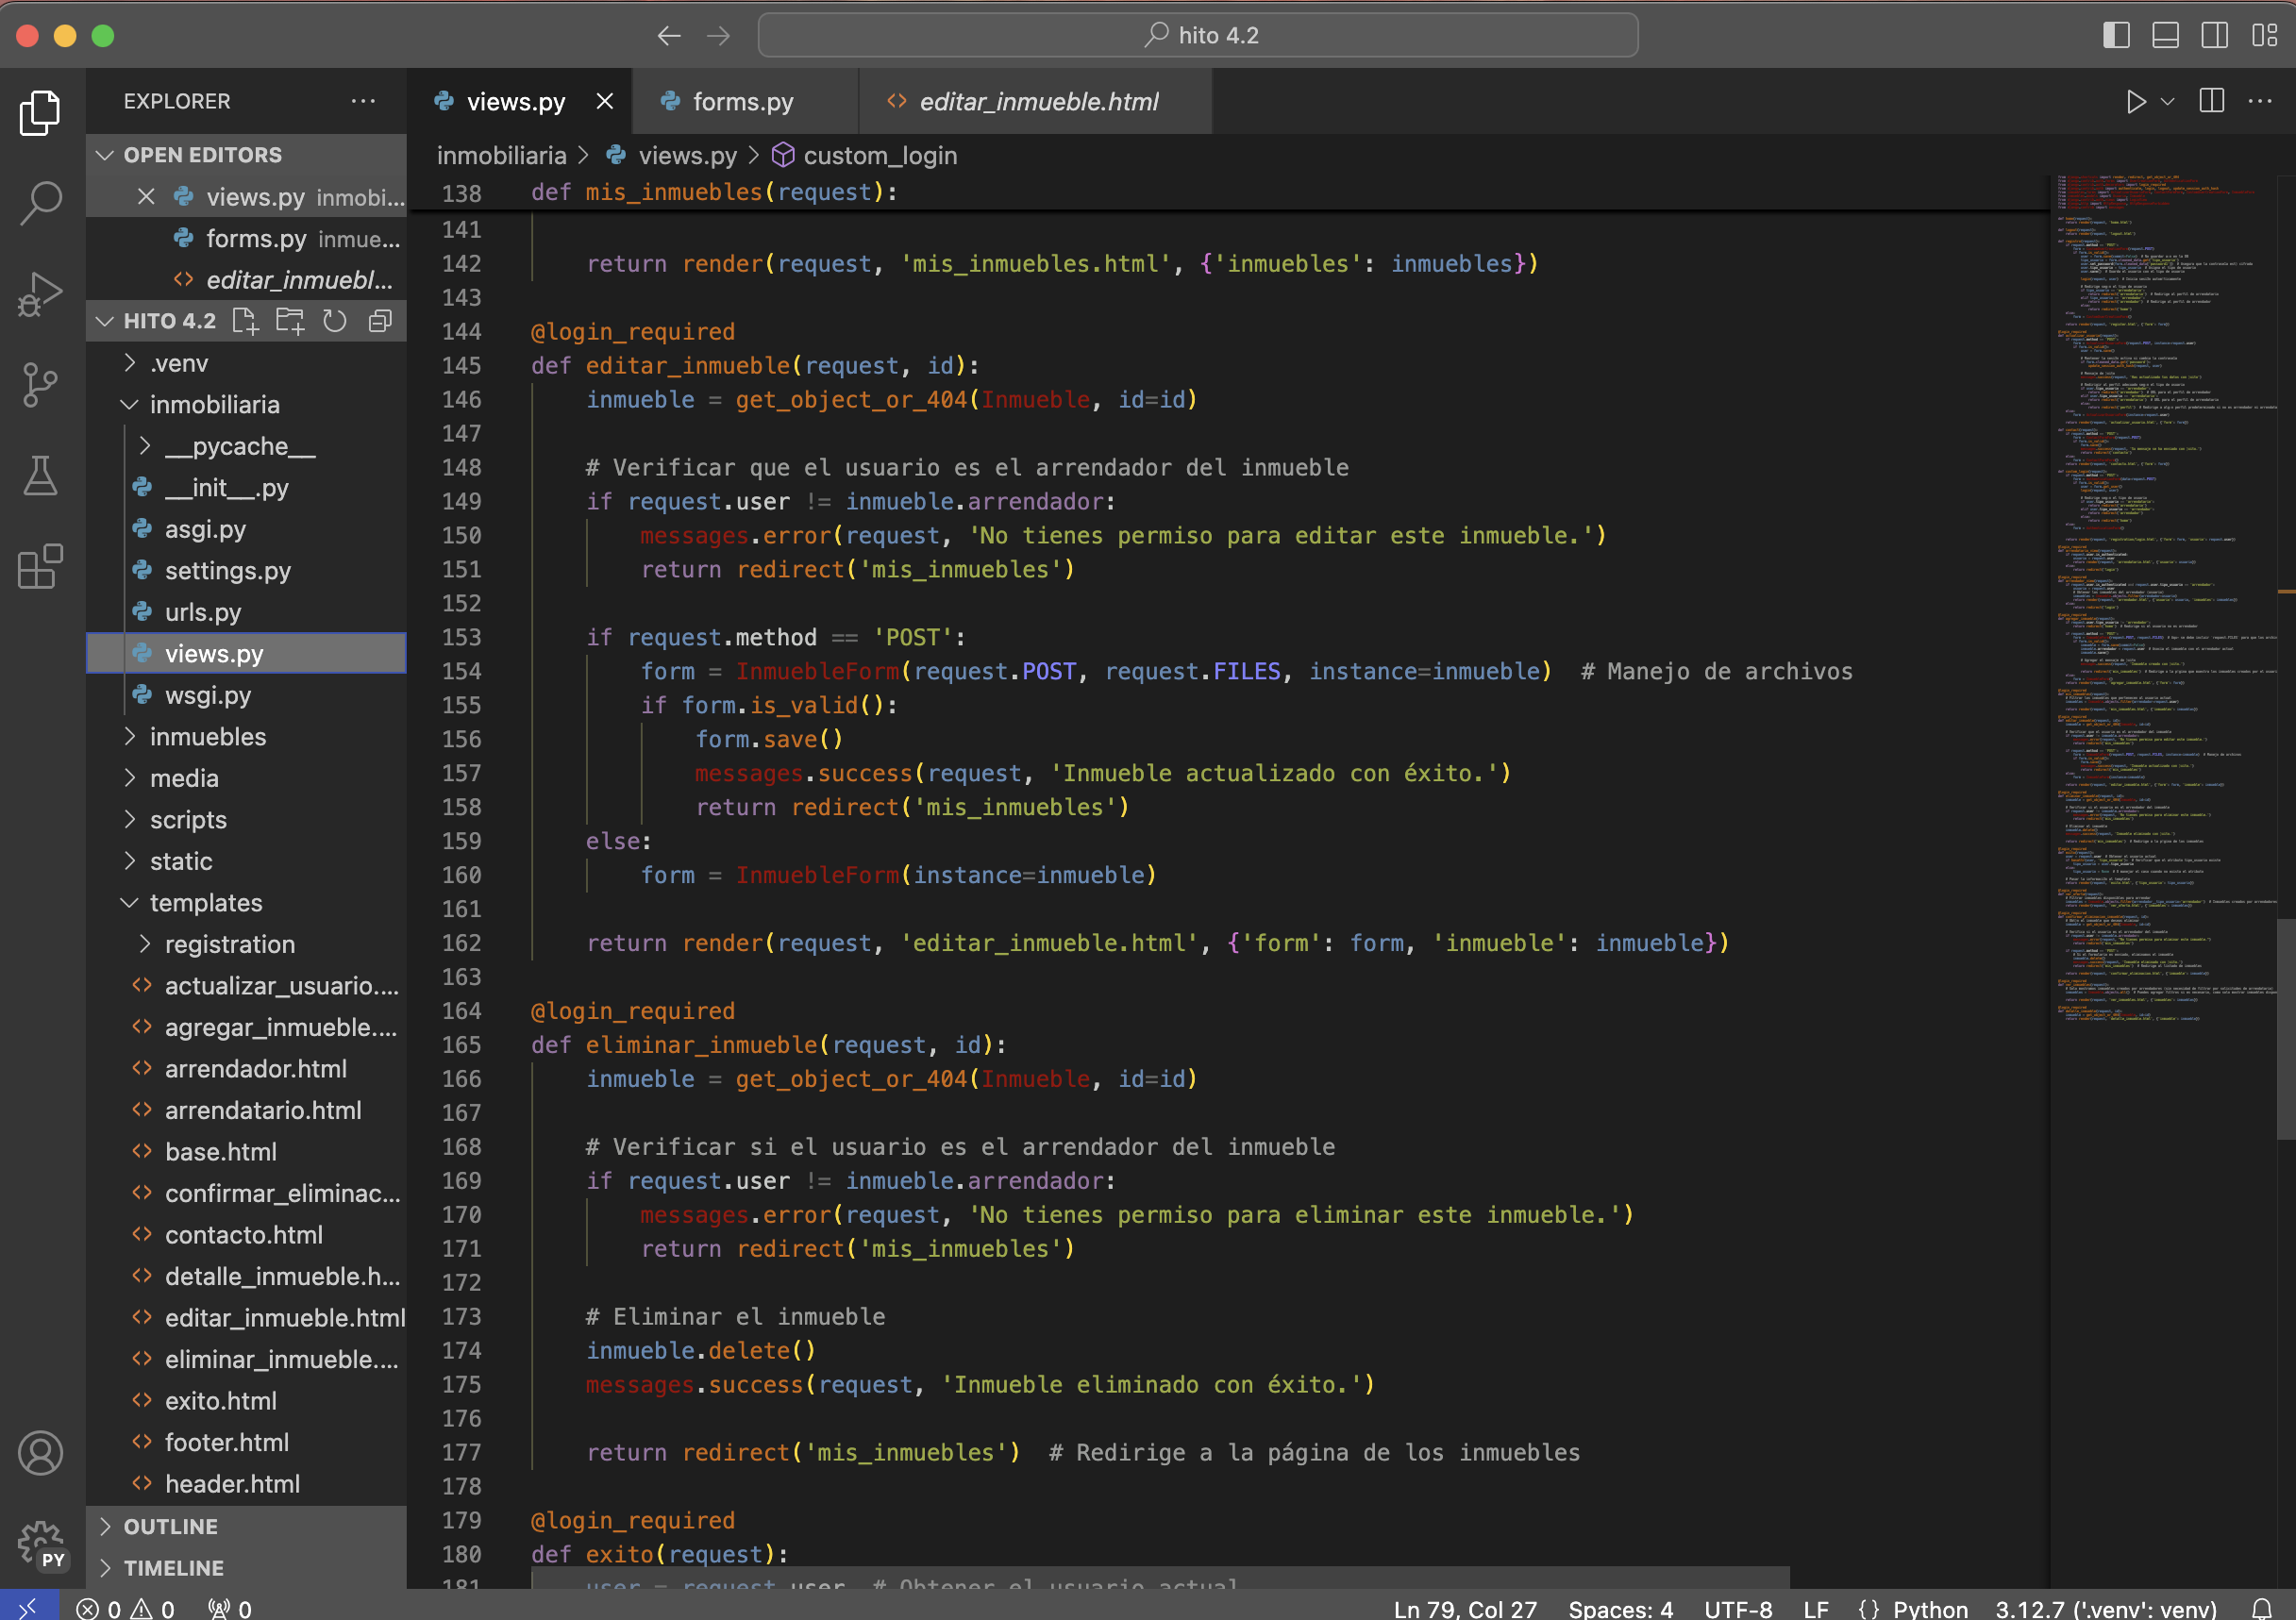 hito 4.2
EXPLORER
views.py
forms.py
editar_inmueble.html
OPEN EDITORS
views.py inmobi...
forms.py inmue...
editar_inmuebl...
HITO 4.2
.venv
inmobiliaria
__pycache__
__init__.py
asgi.py
settings.py
urls.py
views.py
wsgi.py
inmuebles
media
scripts
static
templates
registration
actualizar_usuario....
agregar_inmueble....
arrendador.html
arrendatario.html
base.html
confirmar_eliminac...
contacto.html
detalle_inmueble.h...
editar_inmueble.html
eliminar_inmueble....
exito.html
footer.html
header.html
OUTLINE
TIMELINE
PY
inmobiliaria > views.py > custom_login
138 def mis_inmuebles(request):
141
142 return render(request, 'mis_inmuebles.html', {'inmuebles': inmuebles})
143
144 @login_required
145 def editar_inmueble(request, id):
146 inmueble = get_object_or_404(Inmueble, id=id)
147
148 # Verificar que el usuario es el arrendador del inmueble
149 if request.user != inmueble.arrendador:
150 messages.error(request, 'No tienes permiso para editar este inmueble.')
151 return redirect('mis_inmuebles')
152
153 if request.method == 'POST':
154 form = InmuebleForm(request.POST, request.FILES, instance=inmueble) # Manejo de archivos
155 if form.is_valid():
156 form.save()
157 messages.success(request, 'Inmueble actualizado con éxito.')
158 return redirect('mis_inmuebles')
159 else:
160 form = InmuebleForm(instance=inmueble)
161
162 return render(request, 'editar_inmueble.html', {'form': form, 'inmueble': inmueble})
163
164 @login_required
165 def eliminar_inmueble(request, id):
166 inmueble = get_object_or_404(Inmueble, id=id)
167
168 # Verificar si el usuario es el arrendador del inmueble
169 if request.user != inmueble.arrendador:
170 messages.error(request, 'No tienes permiso para eliminar este inmueble.')
171 return redirect('mis_inmuebles')
172
173 # Eliminar el inmueble
174 inmueble.delete()
175 messages.success(request, 'Inmueble eliminado con éxito.')
176
177 return redirect('mis_inmuebles') # Redirige a la página de los inmuebles
178
179 @login_required
180 def exito(request):
181 user = request.user # Obtener el usuario actual
0 0 0
Ln 79, Col 27 Spaces: 4 UTF-8 LF {} Python 3.12.7 ('.venv': venv)